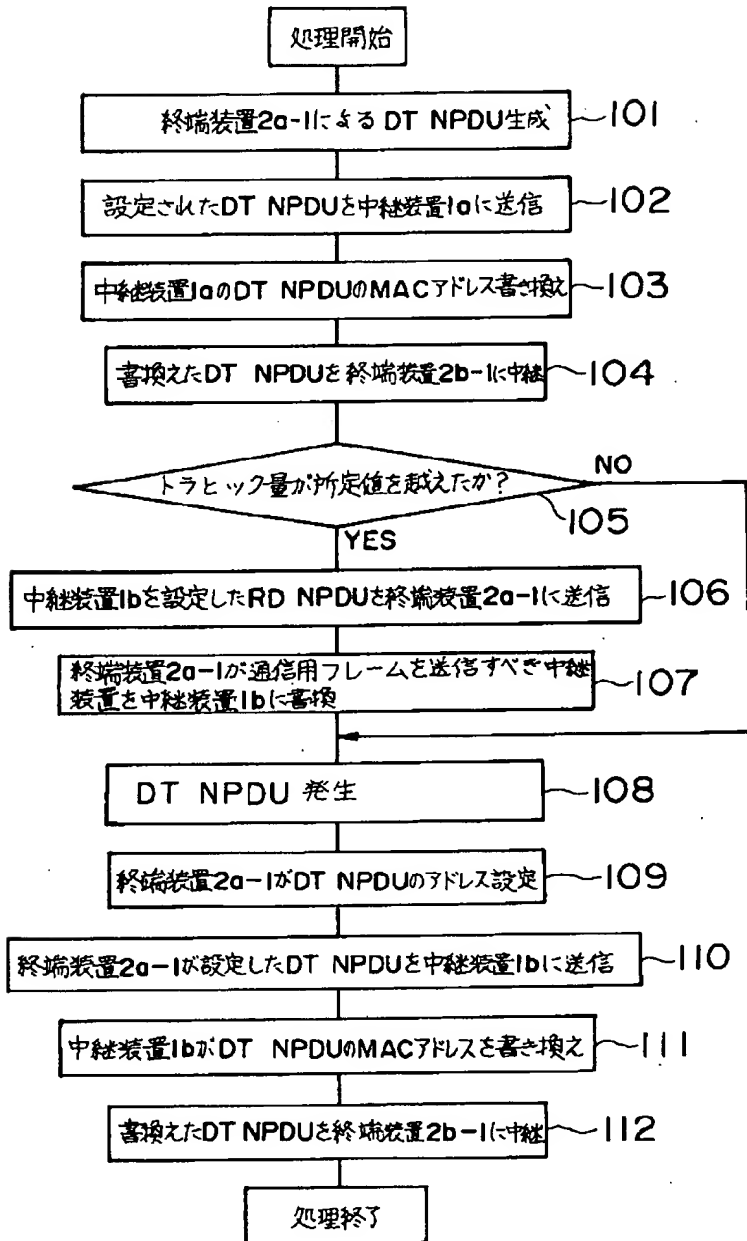 処理開始
終端装置2a-1によるDT NPDU生成
101
設定されたDT NPDUを中継装置1aに送信
102
中継装置1aのDT NPDUのMACアドレス書き換え
103
書換えたDT NPDUを終端装置2b-1に中継
104
トラヒック量が所定値を越えたか?
105
NO
YES
中継装置1bを設定したRD NPDUを終端装置2a-1に送信
106
終端装置2a-1が通信用フレームを送信すべき中継
装置を中継装置1bに書換
107
DT NPDU 発生
108
終端装置2a-1がDT NPDUのアドレス設定
109
終端装置2a-1が設定したDT NPDUを中継装置1bに送信
110
中継装置1bがDT NPDUのMACアドレスを書き換え
111
書換えたDT NPDUを終端装置2b-1に中継
112
処理終了